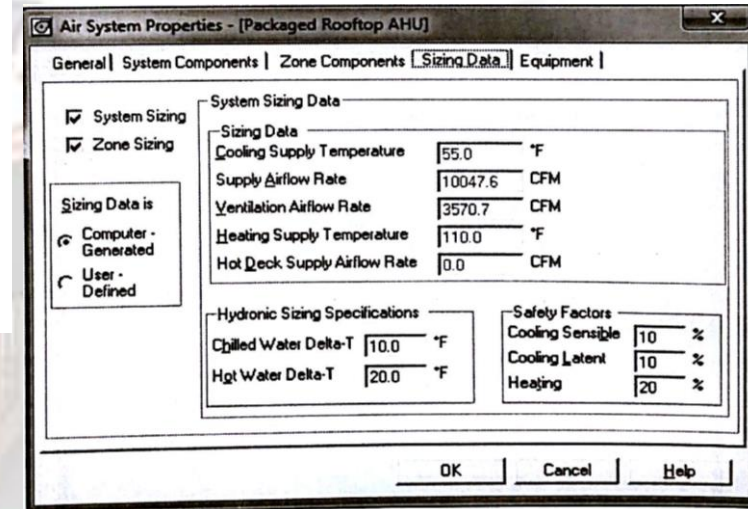 Air System Properties - [Packaged Rooftop AHU]
General System Components Zone Components Sizing Data Equipment
System Sizing
Zone Sizing
Sizing Data is
Computer -
Generated
User -
Defined
System Sizing Data
Sizing Data
Cooling Supply Temperature 55.0 °F
Supply Airflow Rate 10047.6 CFM
Ventilation Airflow Rate 3570.7 CFM
Heating Supply Temperature 110.0 °F
Hot Deck Supply Airflow Rate 0.0 CFM
Hydronic Sizing Specifications
Chilled Water Delta-T 10.0 °F
Hot Water Delta-T 20.0 °F
Safety Factors
Cooling Sensible 10 %
Cooling Latent 10 %
Heating 20 %
OK Cancel Help